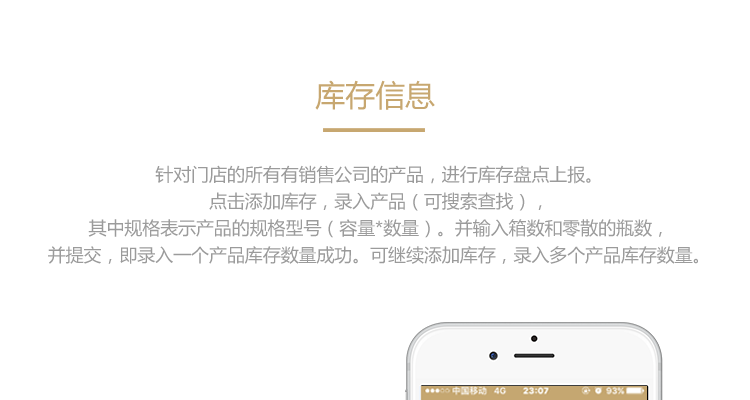 库存信息
针对门店的所有有销售公司的产品，进行库存盘点上报。
点击添加库存，录入产品（可搜索查找），
其中规格表示产品的规格型号（容量*数量）。并输入箱数和零散的瓶数，
并提交，即录入一个产品库存数量成功。可继续添加库存，录入多个产品库存数量。
中国移动 4G 23:07 93%